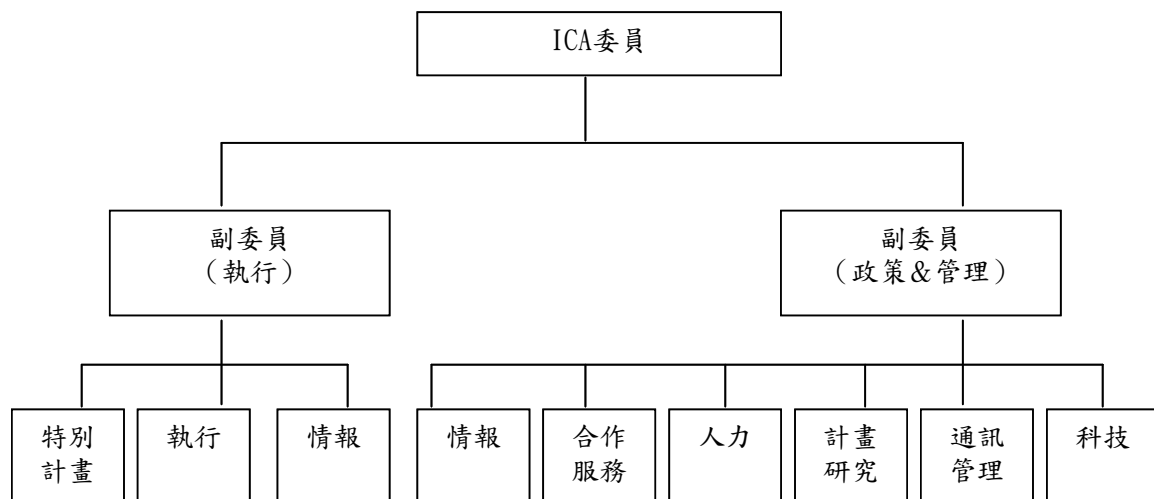 ICA委員
副委員
（執行）
副委員
（政策&管理）
特別
計畫
執行
情報
情報
合作
服務
人力
計畫
研究
通訊
管理
科技